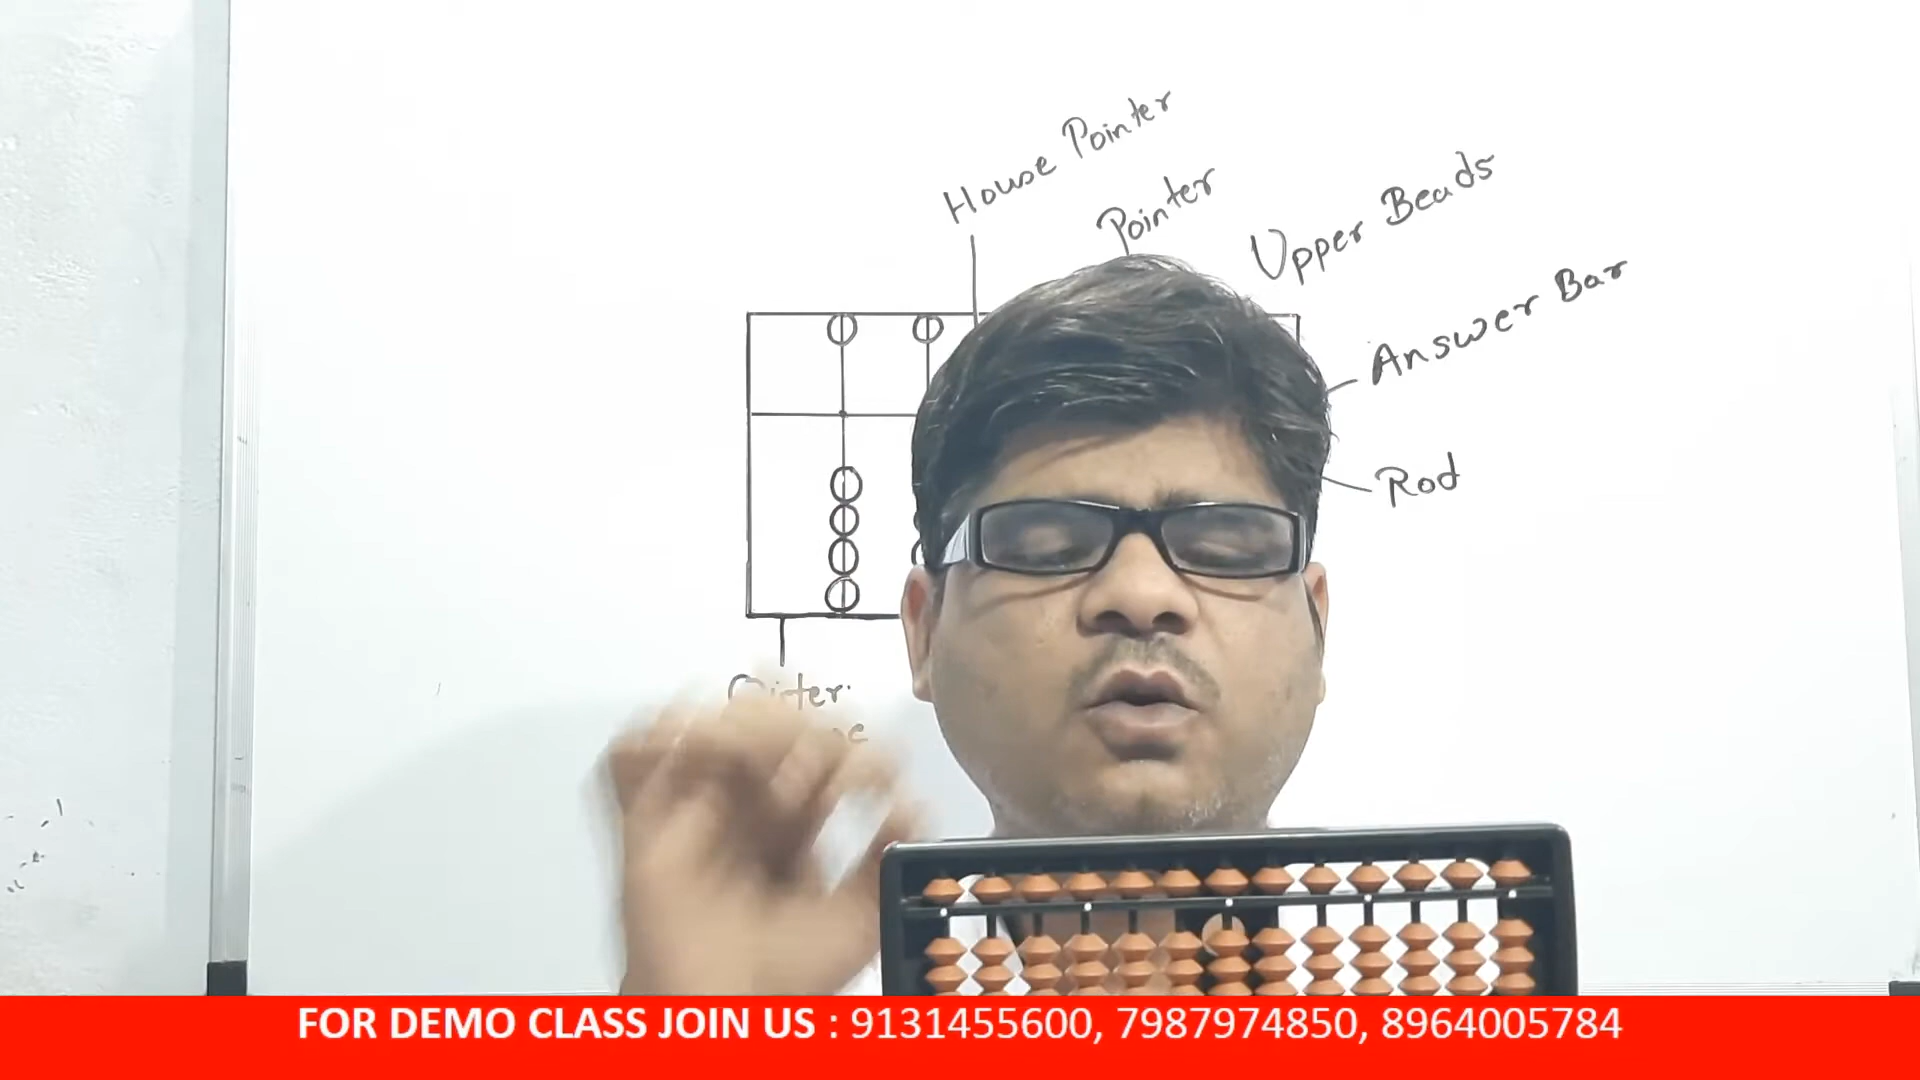 House Pointer
Pointer
Upper Beads
Answer Bar
Rod
FOR DEMO CLASS JOIN US : 9131455600, 7987974850, 8964005784